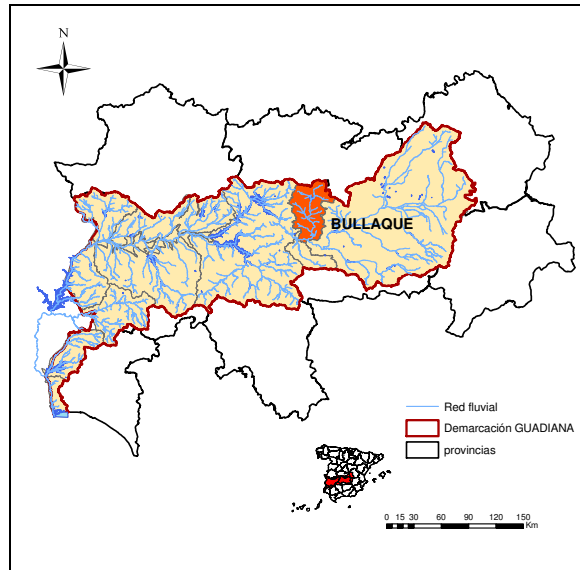 N
BULLAQUE
Red fluvial
Demarcación GUADIANA
provincias
0 15 30 60 90 120 150
Km